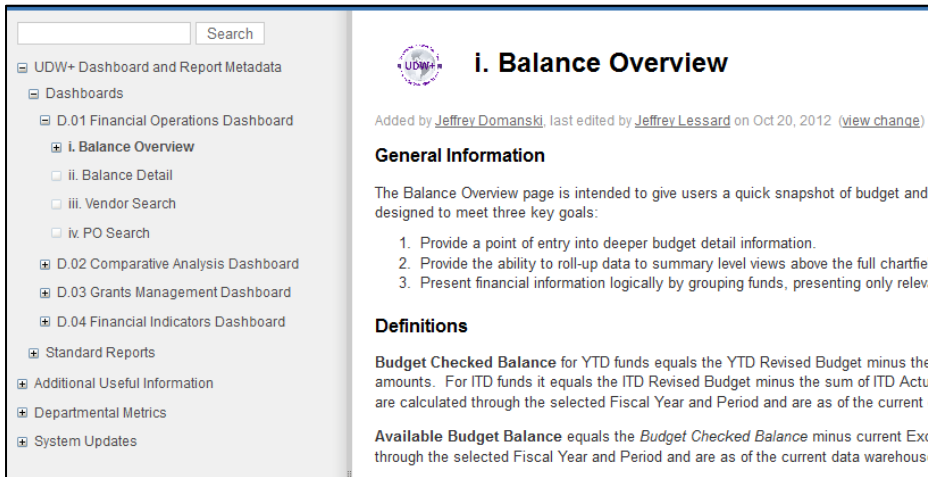 Search
UDW+ Dashboard and Report Metadata
Dashboards
D.01 Financial Operations Dashboard
i. Balance Overview
ii. Balance Detail
iii. Vendor Search
iv. PO Search
D.02 Comparative Analysis Dashboard
D.03 Grants Management Dashboard
D.04 Financial Indicators Dashboard
Standard Reports
Additional Useful Information
Departmental Metrics
System Updates
UDW+
i. Balance Overview
Added by Jeffrey Domanski, last edited by Jeffrey Lessard on Oct 20, 2012 (view change)
General Information
The Balance Overview page is intended to give users a quick snapshot of budget and
designed to meet three key goals:
1. Provide a point of entry into deeper budget detail information.
2. Provide the ability to roll-up data to summary level views above the full chartfie
3. Present financial information logically by grouping funds, presenting only releva
Definitions
Budget Checked Balance for YTD funds equals the YTD Revised Budget minus the
amounts. For ITD funds it equals the ITD Revised Budget minus the sum of ITD Actu
are calculated through the selected Fiscal Year and Period and are as of the current
Available Budget Balance equals the Budget Checked Balance minus current Exc
through the selected Fiscal Year and Period and are as of the current data warehouse